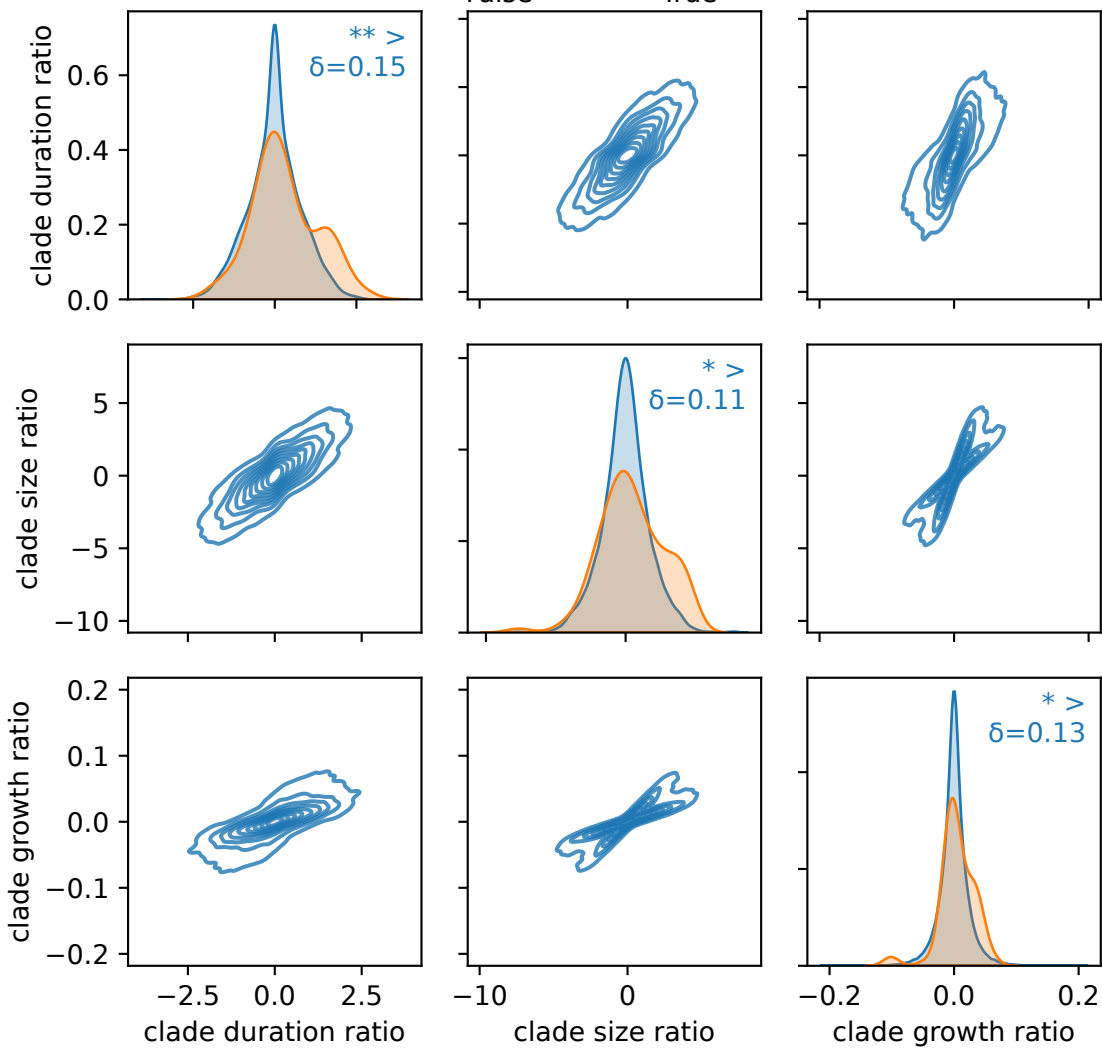 clade duration ratio
0.6
0.4
0.2
0.0
** >
δ=0.15
clade size ratio
5
0
−5
−10
* >
δ=0.11
clade growth ratio
0.2
0.1
0.0
−0.1
−0.2
* >
δ=0.13
−2.5 0.0 2.5
−10 0
−0.2 0.0 0.2
clade duration ratio
clade size ratio
clade growth ratio